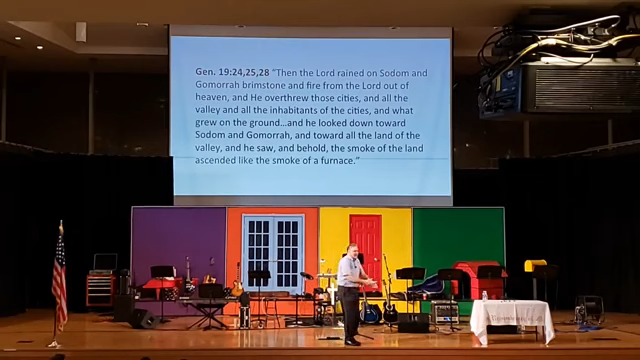 Gen. 19:24,25,28 “Then the Lord rained on Sodom and
Gomorrah brimstone and fire from the Lord out of
heaven, and He overthrew those cities, and all the
valley and all the inhabitants of the cities, and what
grew on the ground…and he looked down toward
Sodom and Gomorrah, and toward all the land of the
valley, and he saw, and behold, the smoke of the land
ascended like the smoke of a furnace.”